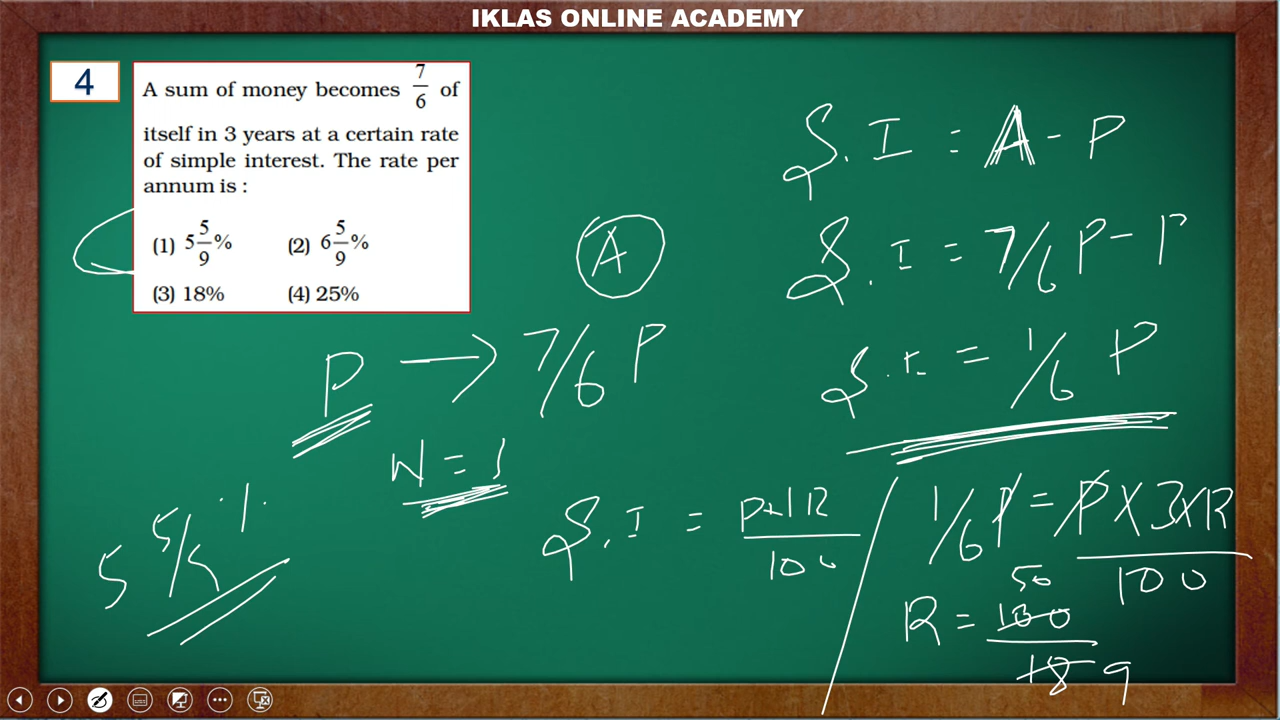 IKLAS ONLINE ACADEMY
4
A sum of money becomes 7/6 of
itself in 3 years at a certain rate
of simple interest. The rate per
annum is :
(1) 5 5/9% (2) 6 5/9%
(3) 18% (4) 25%
S.I = A - P
A
S.I = 7/6 P - P
P → 7/6 P
S.I = 1/6 P
N =
S.I = /100
1/6 P = P X 3 X R / 100
50
R = 100/18 9
5 5/ %